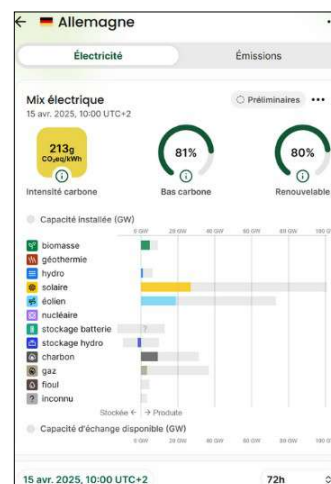 ← Allemagne
Électricité Émissions
Mix électrique Préliminaires •••
15 avr. 2025, 10:00 UTC+2
213g
CO₂eq/kWh
81%
80%
Intensité carbone Bas carbone Renouvelable
Capacité installée (GW)
0 GW 20 GW 40 GW 60 GW 80 GW 100 G
biomasse
géothermie
hydro
solaire
éolien
nucléaire
stockage batterie ?
stockage hydro
charbon
gaz
fioul
? inconnu
Stockée ← → Produite
Capacité d'échange disponible (GW)
0 GW 20 GW 40 GW 60 GW 80 GW 100 G
15 avr. 2025, 10:00 UTC+2 72h